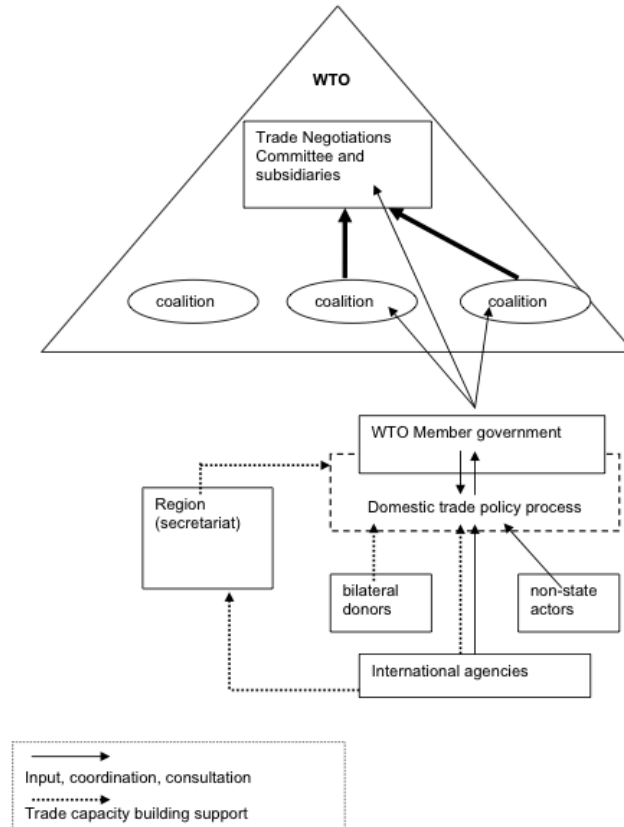 WTO
Trade Negotiations
Committee and
subsidiaries
coalition
coalition
coalition
WTO Member government
Domestic trade policy process
Region
(secretariat)
bilateral
donors
non-state
actors
International agencies
Input, coordination, consultation
Trade capacity building support